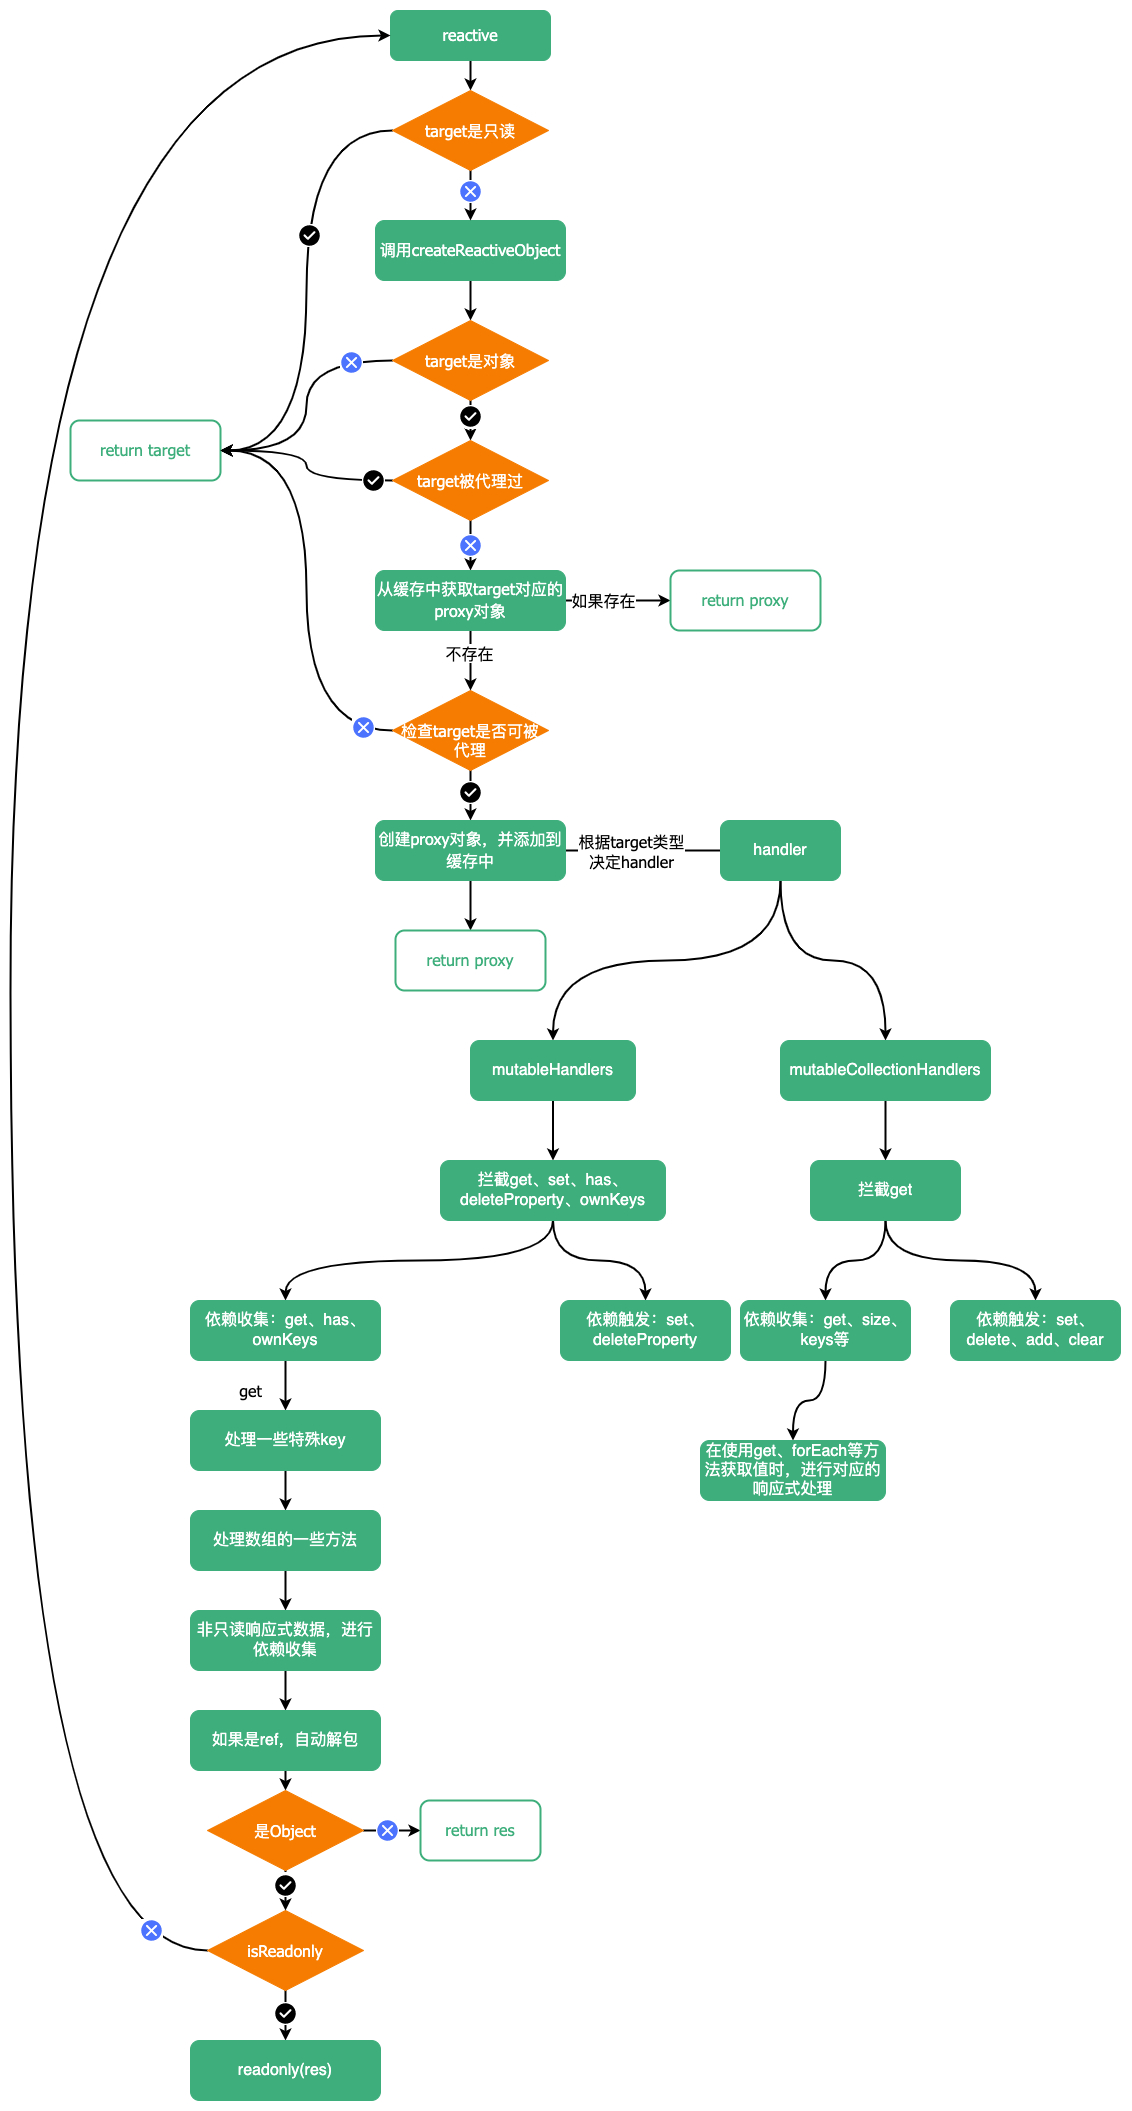 reactive
target是只读
调用createReactiveObject
target是对象
return target
target被代理过
从缓存中获取target对应的
proxy对象
如果存在
return proxy
不存在
检查target是否可被
代理
创建proxy对象，并添加到
缓存中
根据target类型
决定handler
handler
return proxy
mutableHandlers
mutableCollectionHandlers
拦截get、set、has、
deleteProperty、ownKeys
拦截get
依赖收集：get、has、
ownKeys
依赖触发：set、
deleteProperty
依赖收集：get、size、
keys等
依赖触发：set、
delete、add、clear
get
处理一些特殊key
在使用get、forEach等方
法获取值时，进行对应的
响应式处理
处理数组的一些方法
非只读响应式数据，进行
依赖收集
如果是ref，自动解包
是Object
return res
isReadonly
readonly(res)